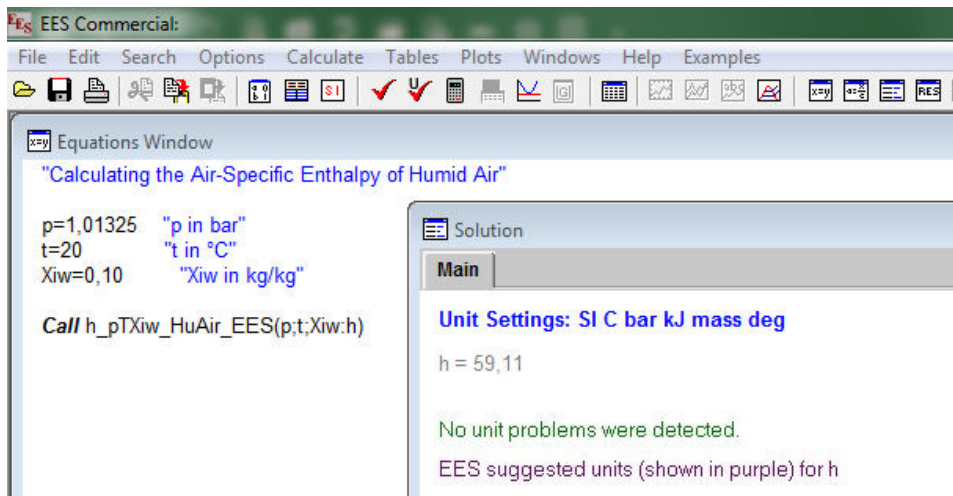 EES Commercial:
File Edit Search Options Calculate Tables Plots Windows Help Examples
Equations Window
"Calculating the Air-Specific Enthalpy of Humid Air"
p=1,01325 "p in bar"
t=20 "t in °C"
Xiw=0,10 "Xiw in kg/kg"
Call h_pTXiw_HuAir_EES(p;t;Xiw:h)
Solution
Main
Unit Settings: SI C bar kJ mass deg
h = 59,11
No unit problems were detected.
EES suggested units (shown in purple) for h